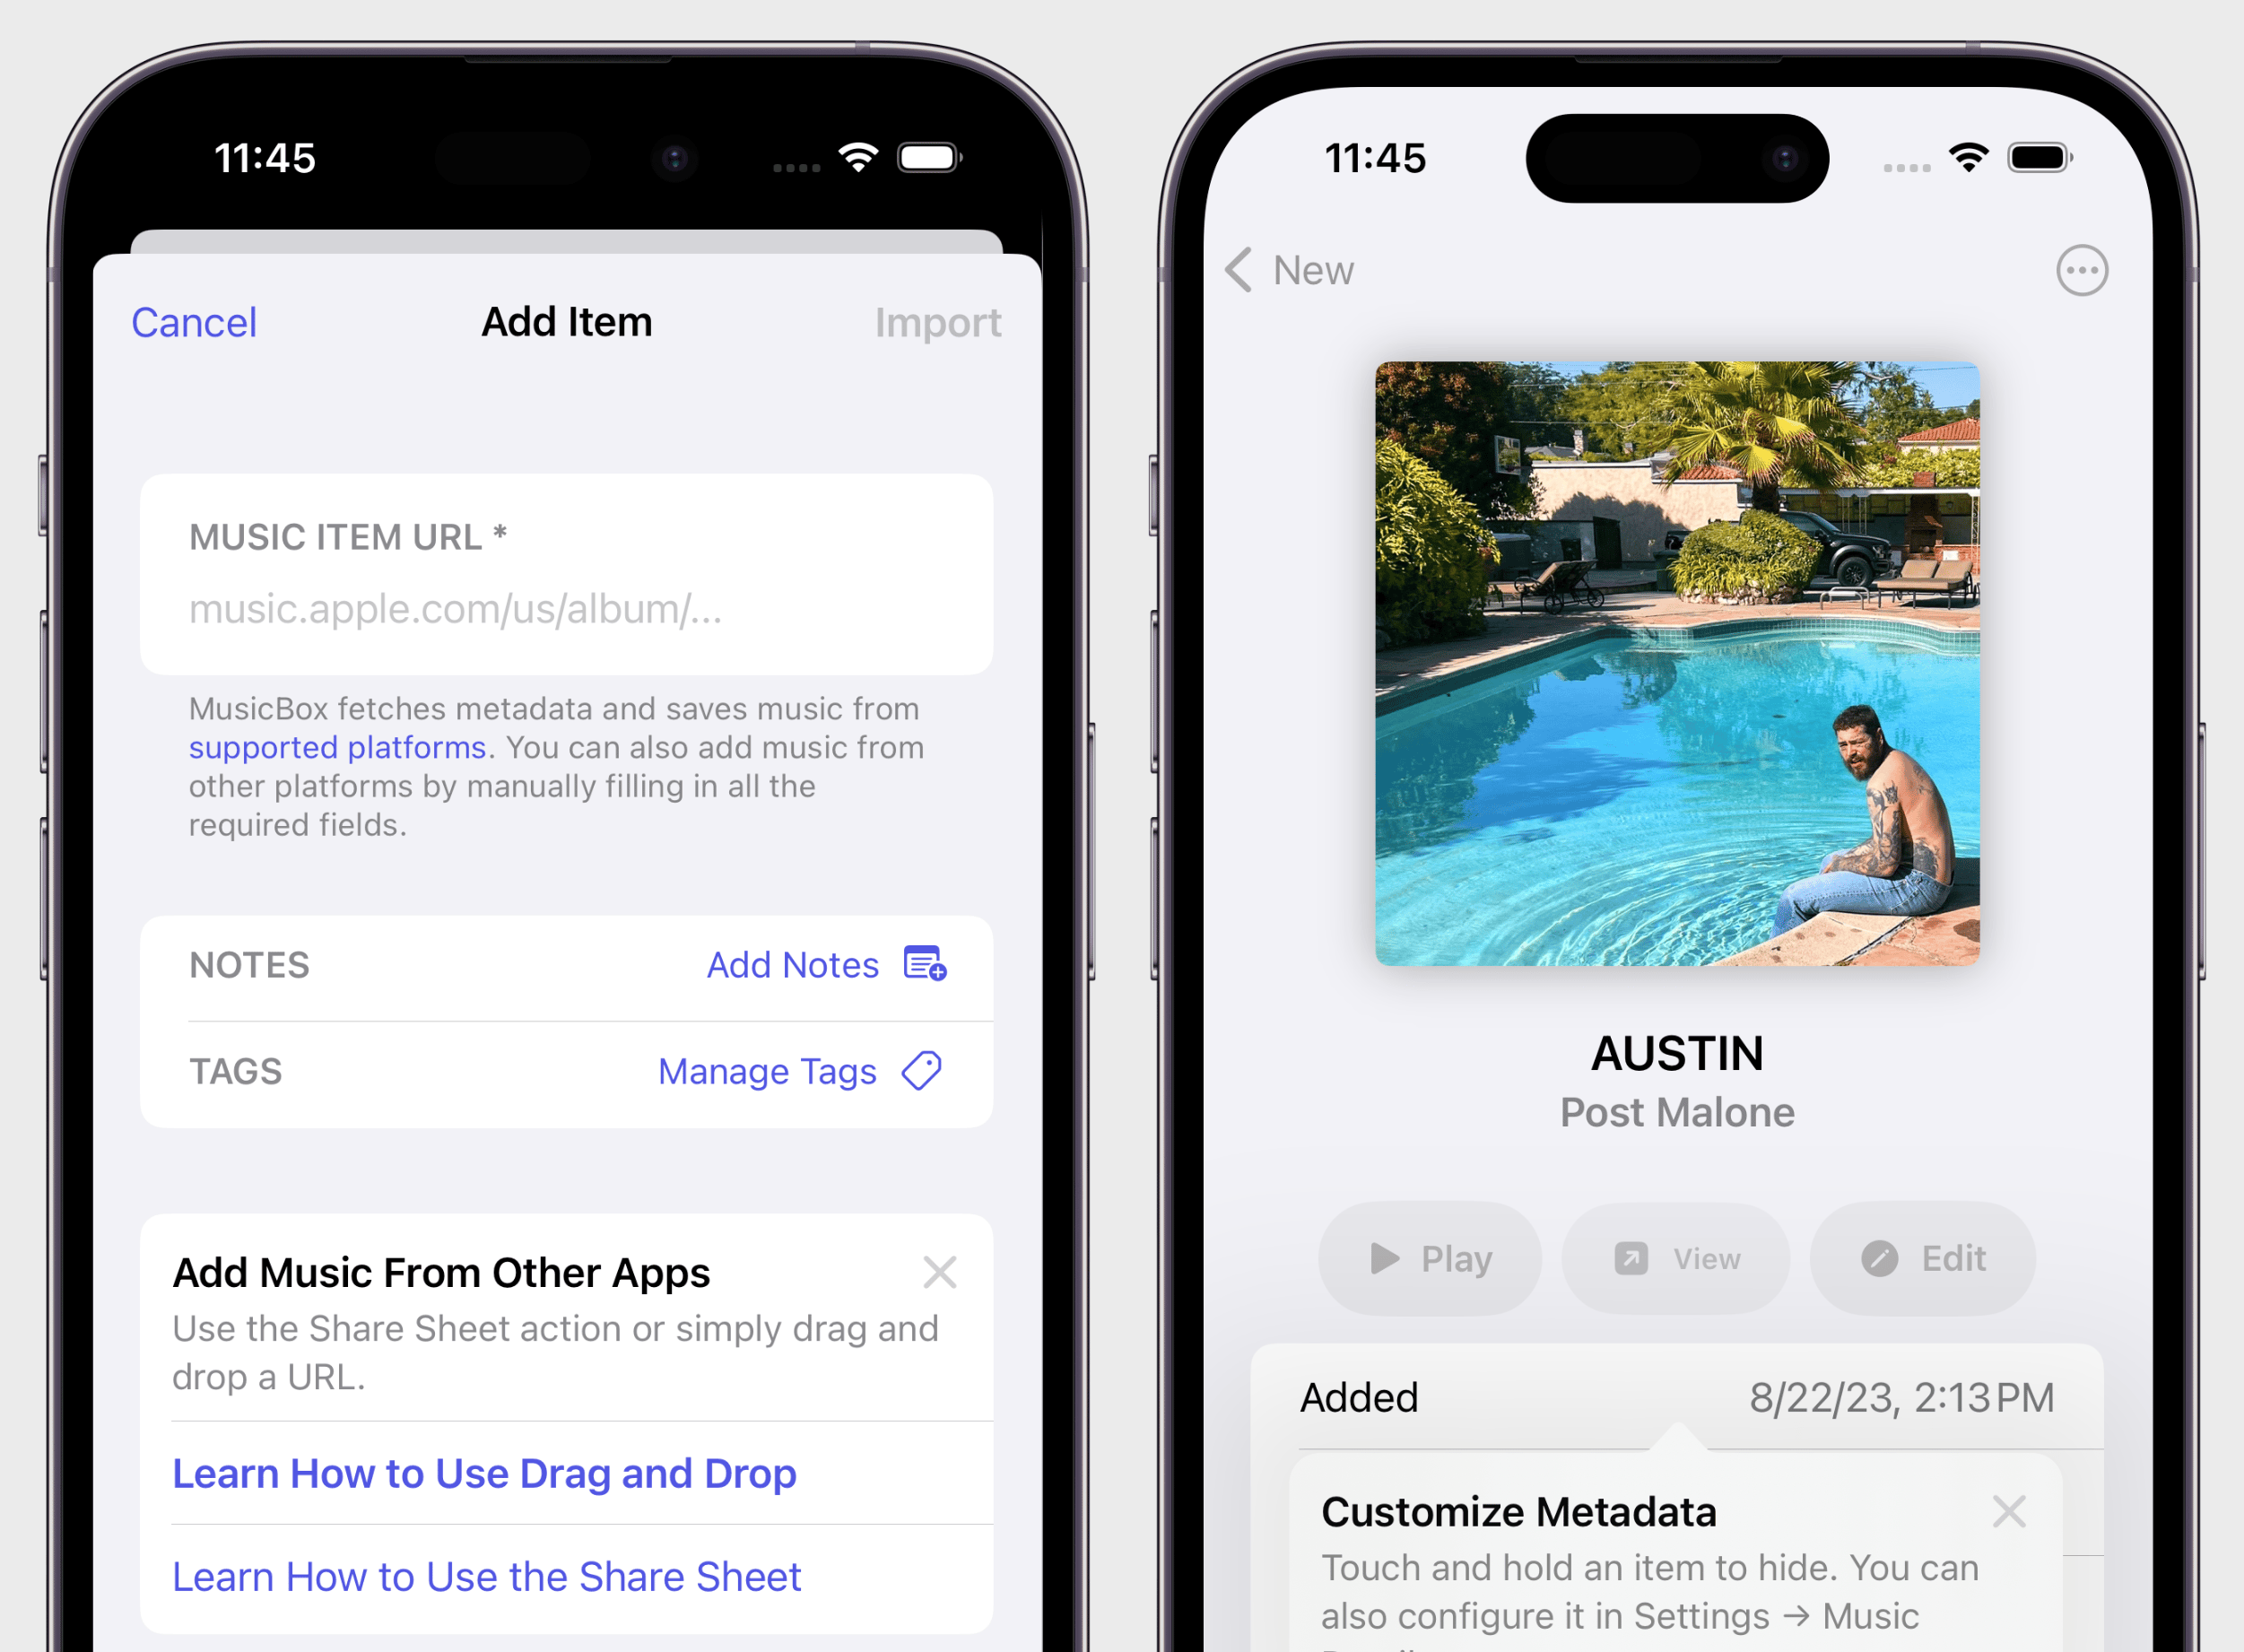 11:45
Cancel
Add Item
Import
MUSIC ITEM URL *
music.apple.com/us/album/...
MusicBox fetches metadata and saves music from
supported platforms. You can also add music from
other platforms by manually filling in all the
required fields.
NOTES
Add Notes
TAGS
Manage Tags
Add Music From Other Apps
Use the Share Sheet action or simply drag and
drop a URL.
Learn How to Use Drag and Drop
Learn How to Use the Share Sheet
11:45
New
AUSTIN
Post Malone
Play
View
Edit
Added
8/22/23, 2:13 PM
Customize Metadata
Touch and hold an item to hide. You can
also configure it in Settings → Music